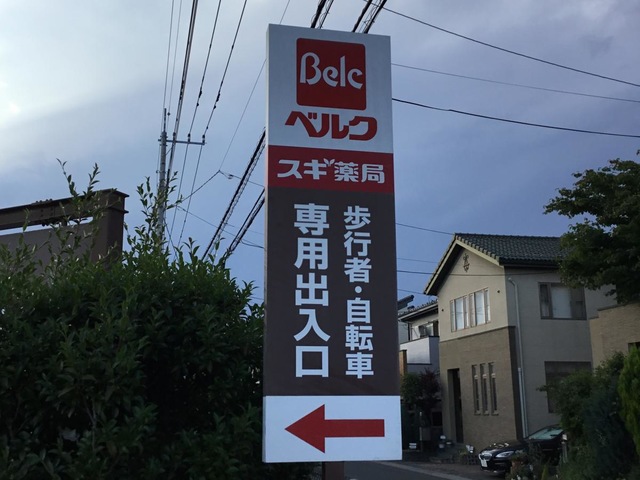 Belc
ベルク
スギ薬局
歩行者・自転車
専用出入口